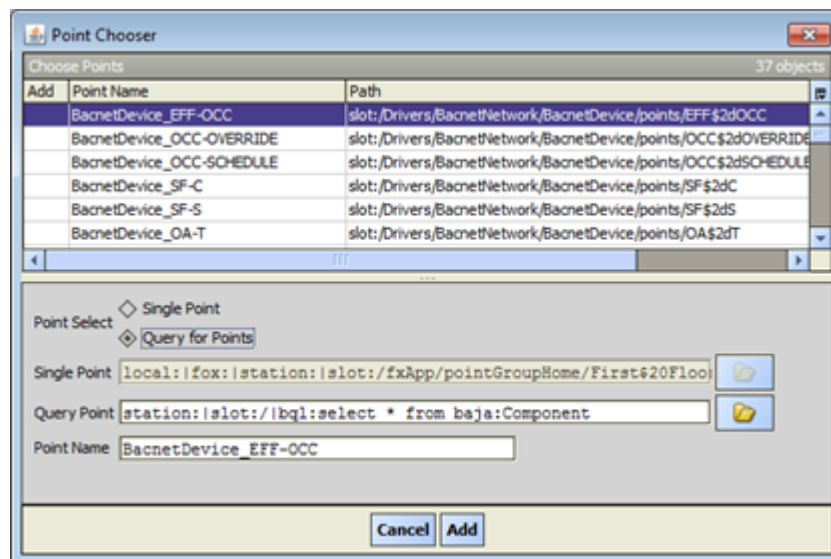 Point Chooser
Choose Points 37 objects
Add Point Name Path
BacnetDevice_EFF-OCC slot:/Drivers/BacnetNetwork/BacnetDevice/points/EFF$2dOCC
BacnetDevice_OCC-OVERRIDE slot:/Drivers/BacnetNetwork/BacnetDevice/points/OCC$2dOVERRIDE
BacnetDevice_OCC-SCHEDULE slot:/Drivers/BacnetNetwork/BacnetDevice/points/OCC$2dSCHEDULE
BacnetDevice_SF-C slot:/Drivers/BacnetNetwork/BacnetDevice/points/SF$2dC
BacnetDevice_SF-S slot:/Drivers/BacnetNetwork/BacnetDevice/points/SF$2dS
BacnetDevice_OA-T slot:/Drivers/BacnetNetwork/BacnetDevice/points/OA$2dT
Point Select Single Point
Query for Points
Single Point local:|fox:|station:|slot:/fxApp/pointGroupHome/First$20Floo
Query Point station:|slot:/|bql:select * from baja:Component
Point Name BacnetDevice_EFF-OCC
Cancel Add